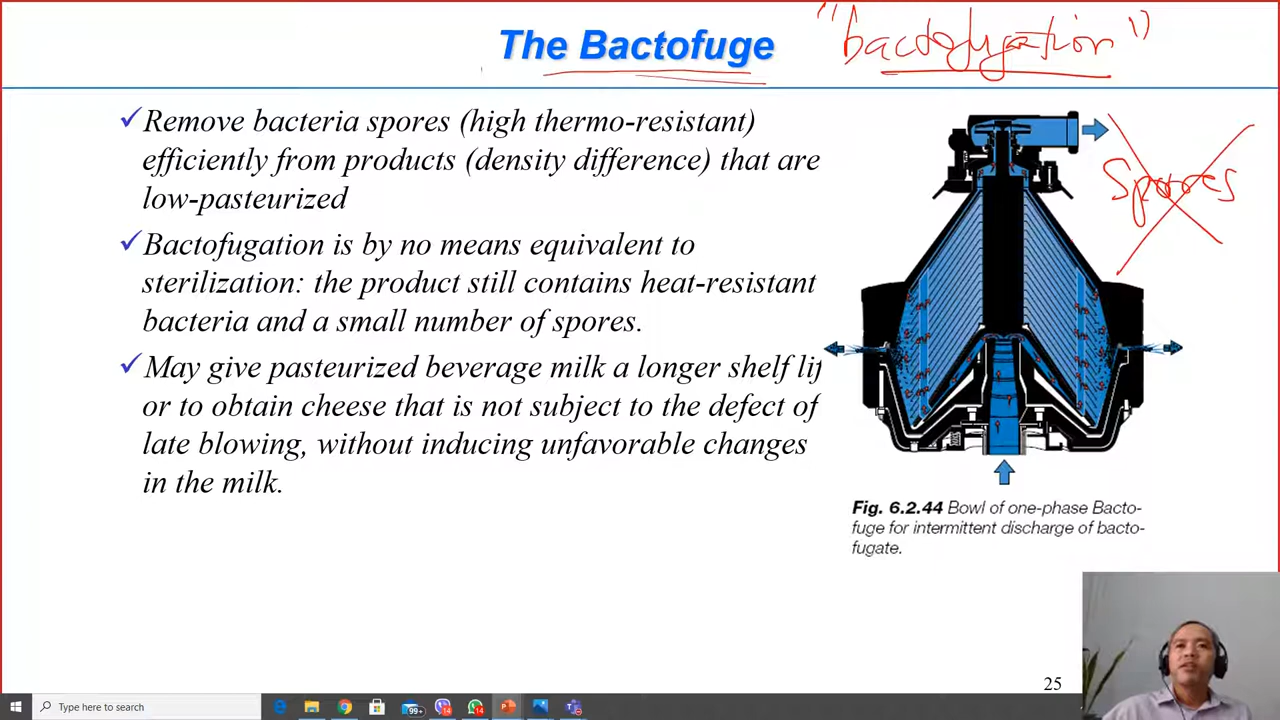 The Bactofuge
"bactofugation"
Remove bacteria spores (high thermo-resistant)
efficiently from products (density difference) that are
low-pasteurized
Bactofugation is by no means equivalent to
sterilization: the product still contains heat-resistant
bacteria and a small number of spores.
May give pasteurized beverage milk a longer shelf lif
or to obtain cheese that is not subject to the defect of
late blowing, without inducing unfavorable changes
in the milk.
Spores
Fig. 6.2.44 Bowl of one-phase Bacto-
fuge for intermittent discharge of bacto-
fugate.
25
Type here to search
99+
14
14